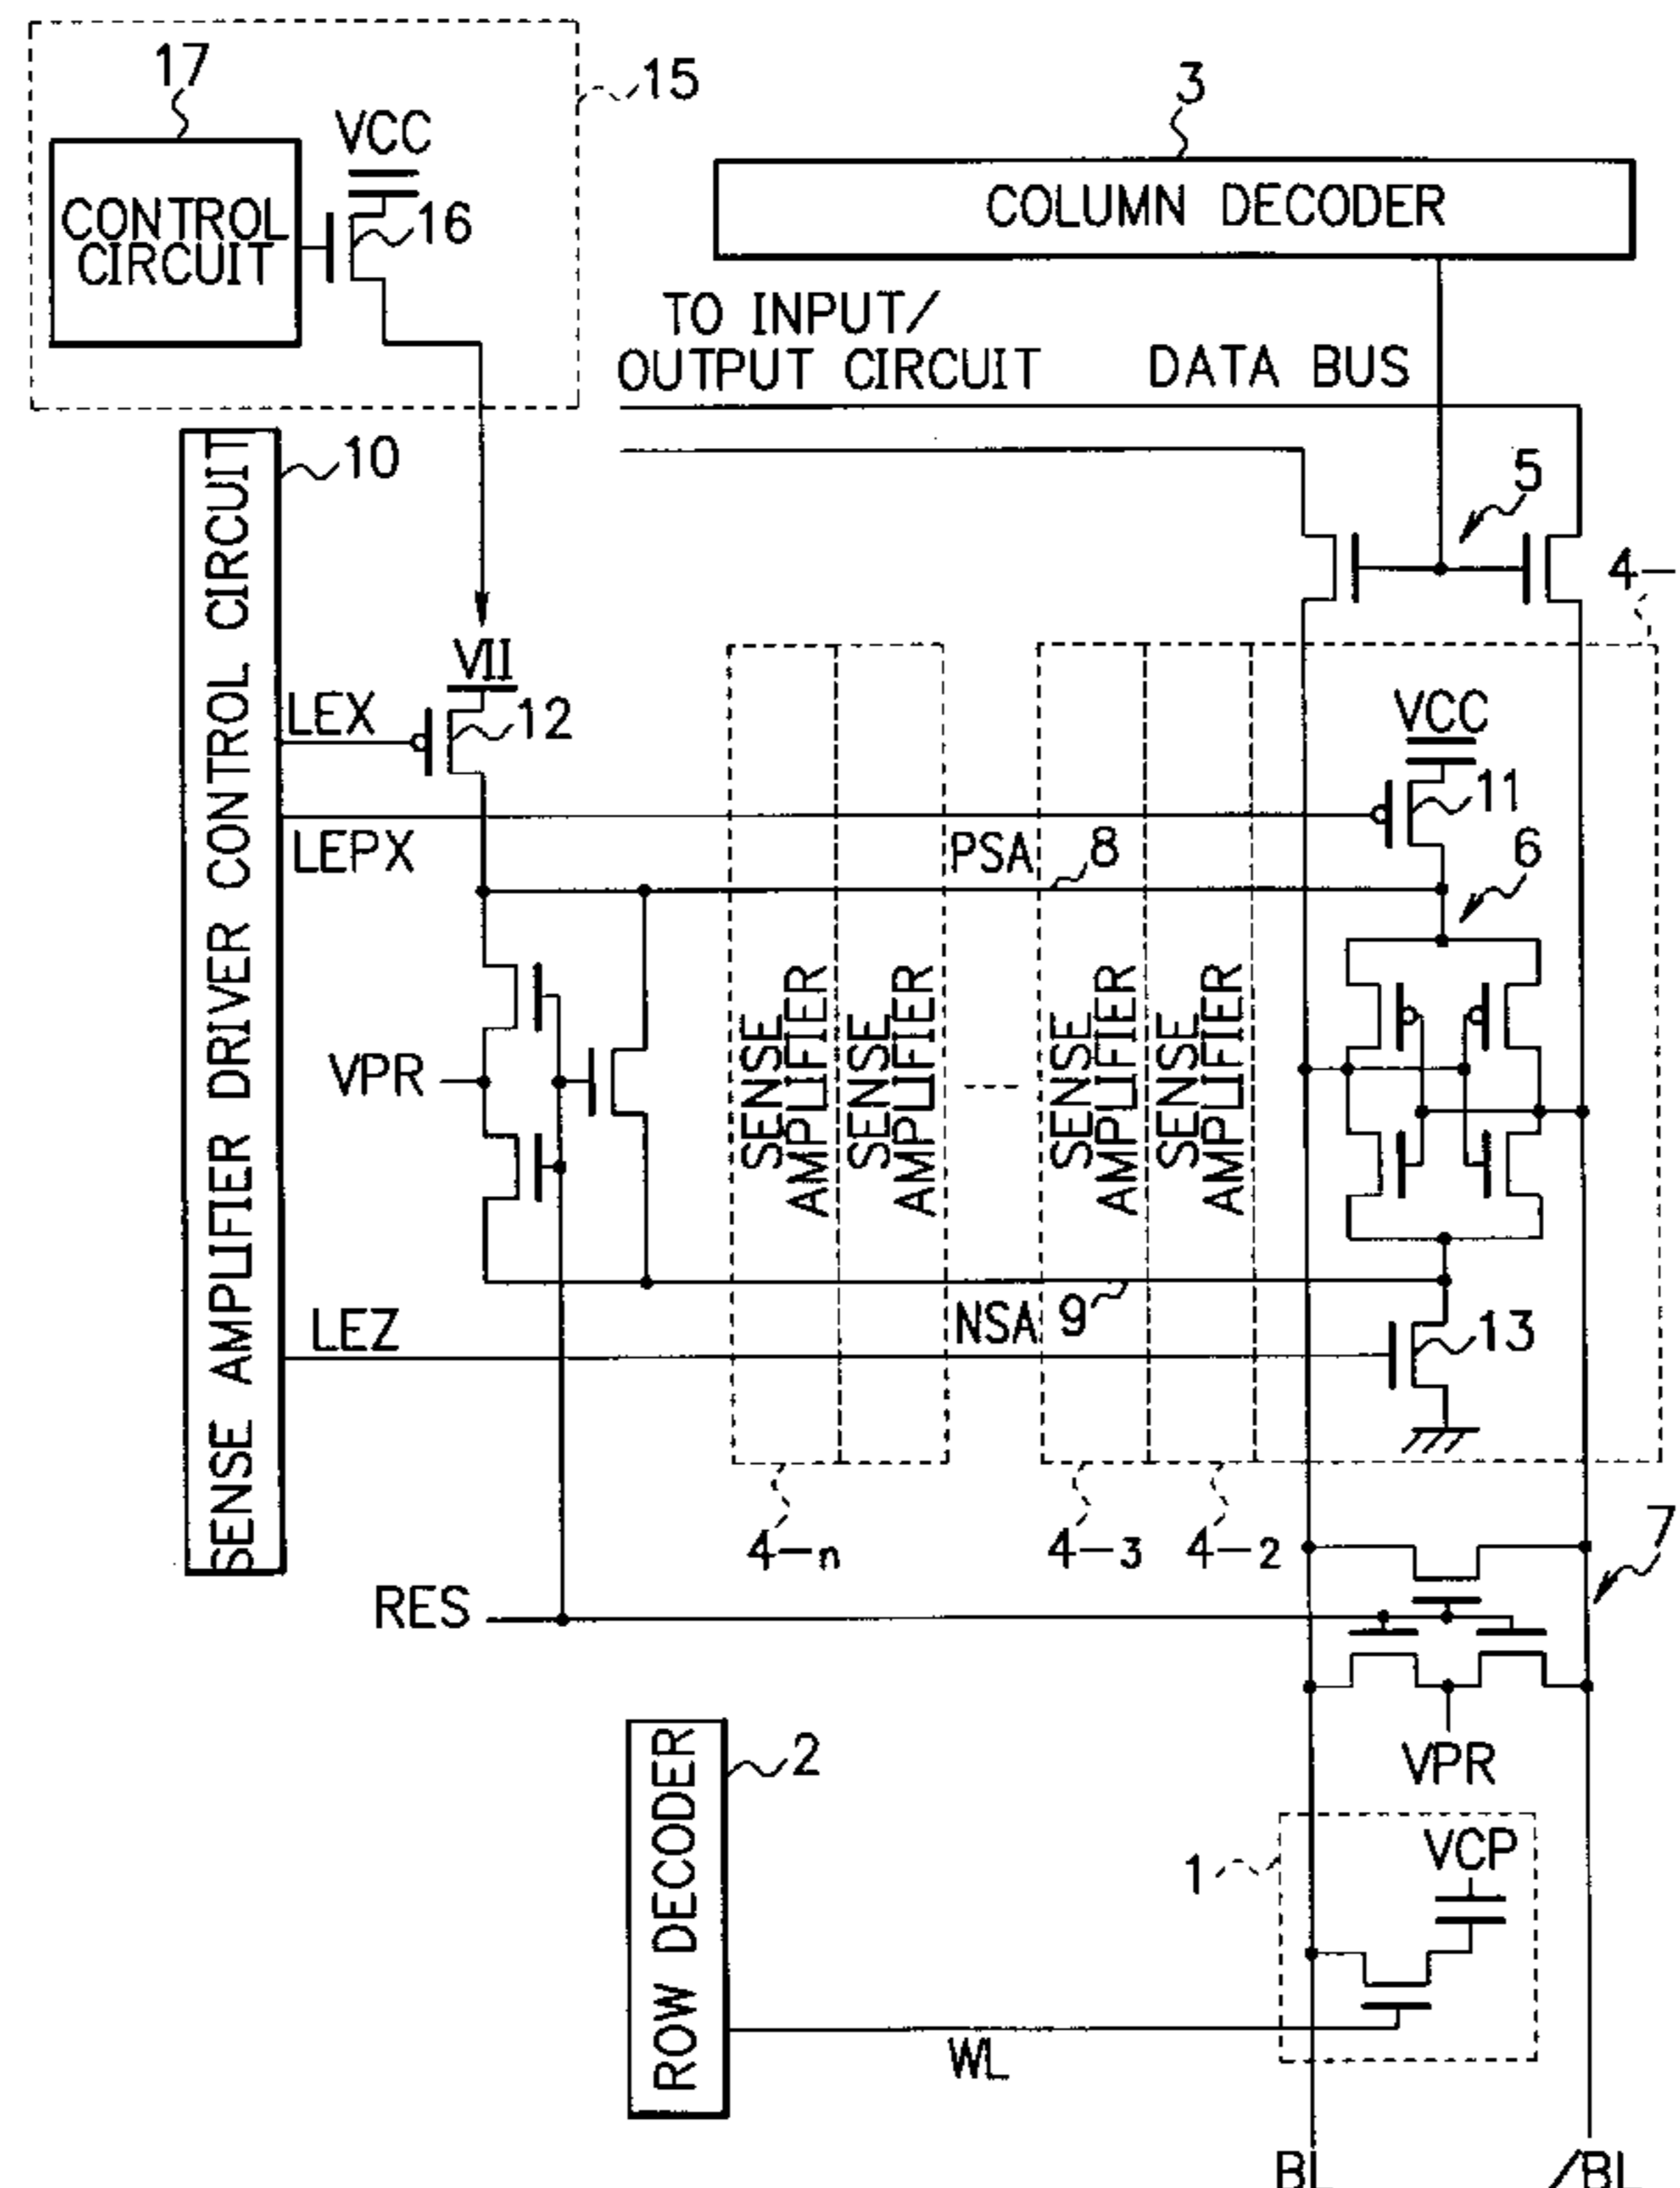 17
15
3
VCC
CONTROL
CIRCUIT
16
COLUMN DECODER
TO INPUT/
OUTPUT CIRCUIT
DATA BUS
10
5
4-
SENSE AMPLIFIER DRIVER CONTROL CIRCUIT
VII
LEX
12
VCC
11
LEPX
PSA
8
6
SENSE
AMPLIFIER
SENSE
AMPLIFIER
SENSE
AMPLIFIER
SENSE
AMPLIFIER
VPR
LEZ
NSA
9
13
4-n
4-3
4-2
7
RES
VPR
ROW DECODER
2
1
VCP
WL
BL
/BL